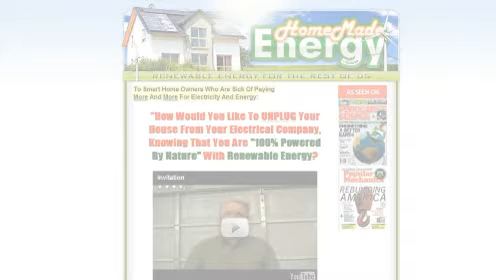 HomeMade
Energy
RENEWABLE ENERGY FOR THE REST OF US
To Smart Home Owners Who Are Sick Of Paying
More And More For Electricity And Energy:
AS SEEN ON
"How Would You Like To UNPLUG Your
House From Your Electrical Company,
Knowing That You Are "100% Powered
By Nature" With Renewable Energy?
Invitation
Popular
Mechanics
REBUILDING
AMERICA
YouTube